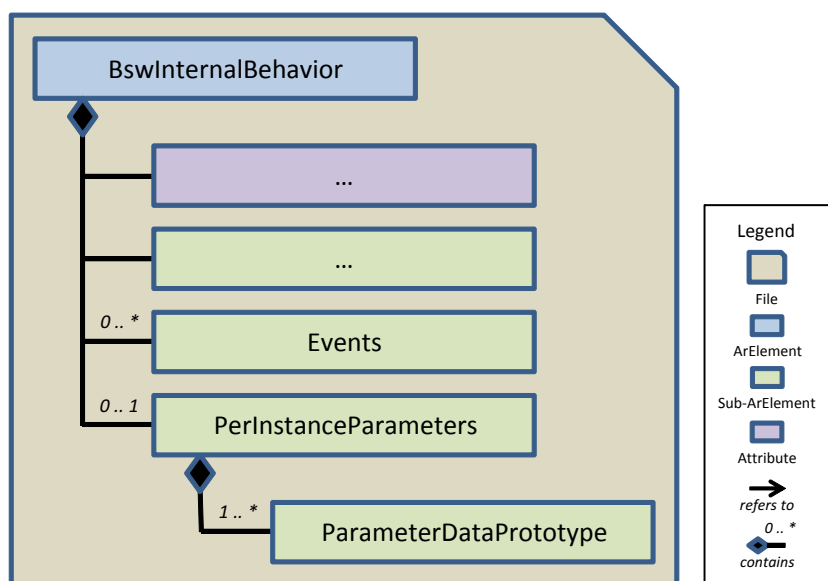 BswInternalBehavior
...
...
0 .. *
Events
0 .. 1
PerInstanceParameters
1 .. *
ParameterDataPrototype
Legend
File
ArElement
Sub-ArElement
Attribute
refers to
0 .. *
contains